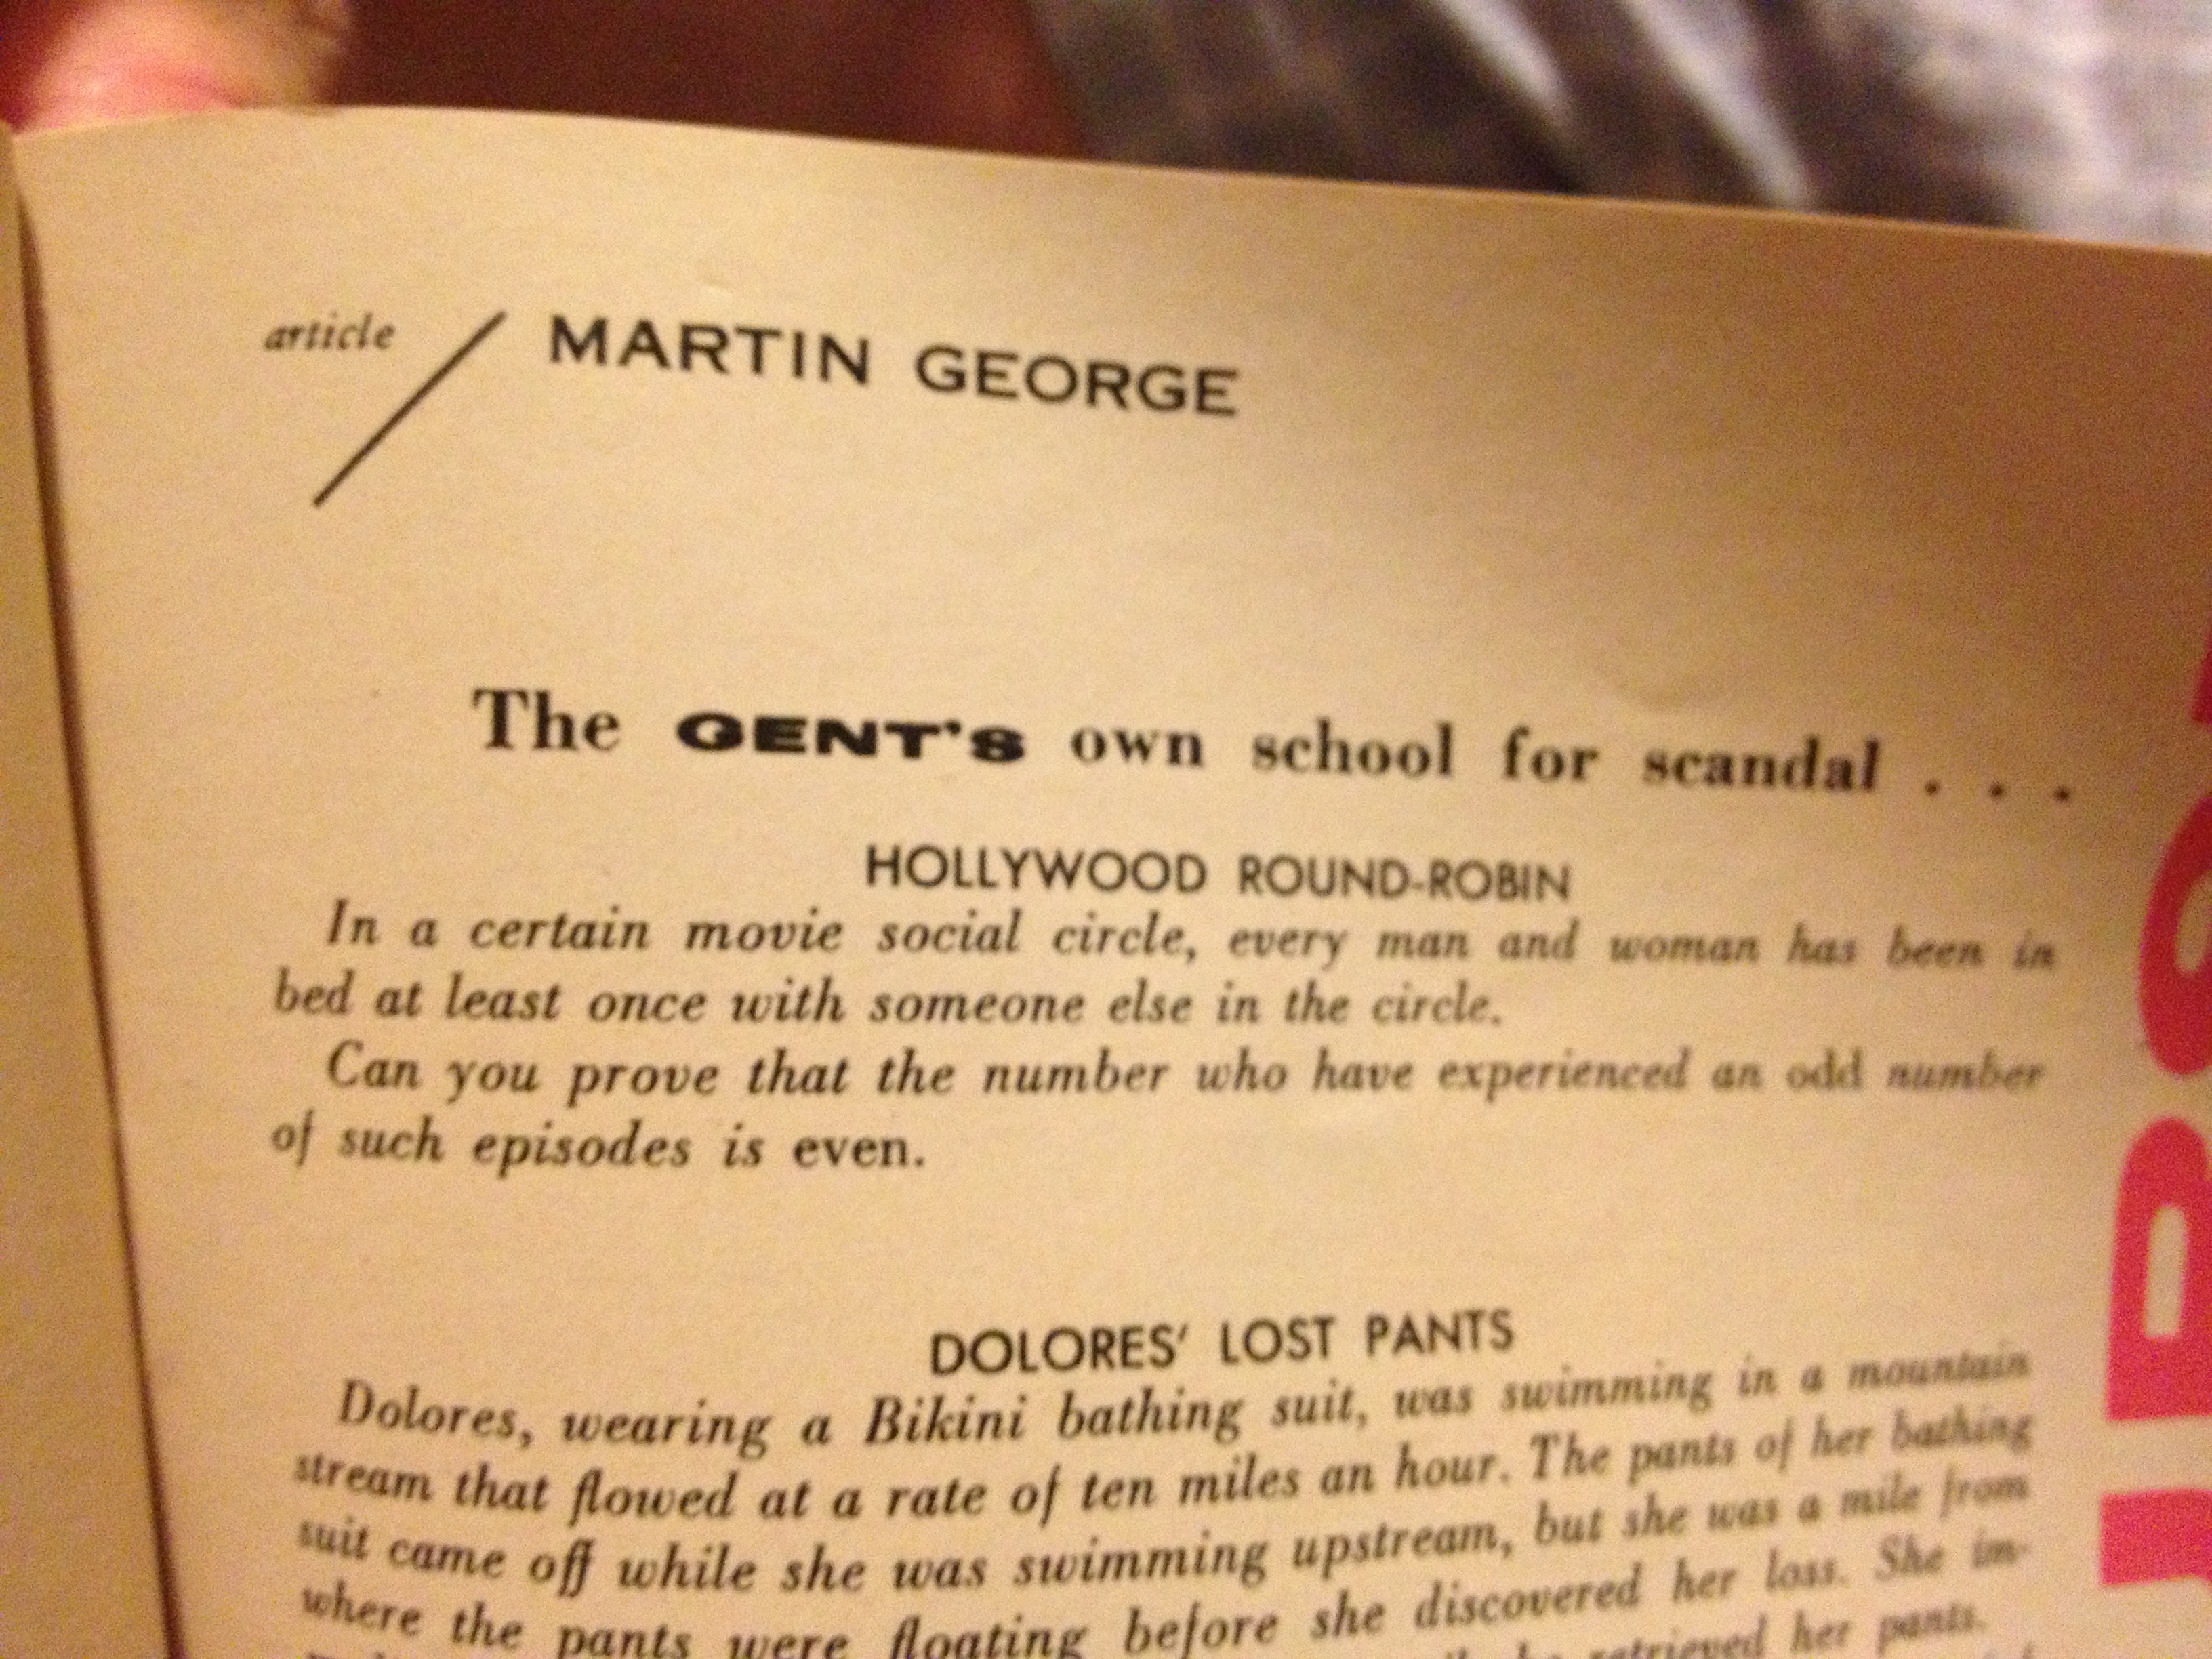 article / MARTIN GEORGE
The GENT'S own school for scandal . . .
HOLLYWOOD ROUND-ROBIN
In a certain movie social circle, every man and woman has been in
bed at least once with someone else in the circle.
Can you prove that the number who have experienced an odd number
of such episodes is even.
DOLORES' LOST PANTS
Dolores, wearing a Bikini bathing suit, was swimming in a mountain
stream that flowed at a rate of ten miles an hour. The pants of her bathing
suit came off while she was swimming upstream, but she was a mile from
where the pants were floating before she discovered her loss. She im-
retrieved her pants.